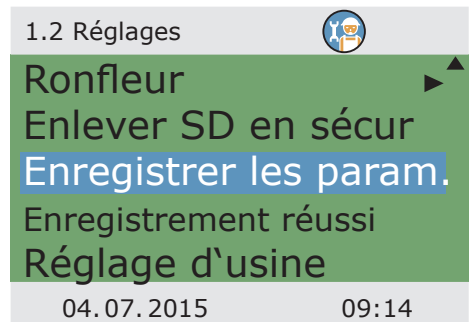 1.2 Réglages
Ronfleur
Enlever SD en sécur
Enregistrer les param.
Enregistrement réussi
Réglage d‘usine
04.07.2015 09:14